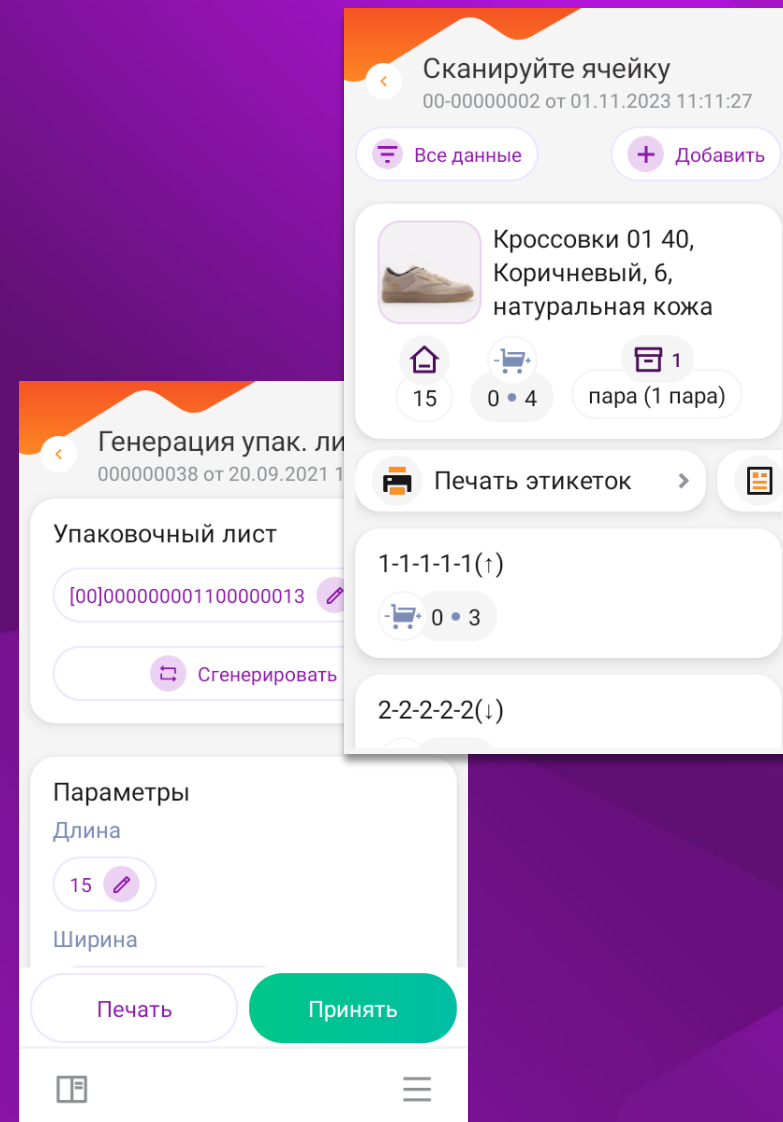 Сканируйте ячейку
00-00000002 от 01.11.2023 11:11:27
Все данные
Добавить
Кроссовки 01 40,
Коричневый, 6,
натуральная кожа
15
0 • 4
1
пара (1 пара)
Печать этикеток
1-1-1-1-1(↑)
0 • 3
2-2-2-2-2(↓)
Генерация упак. ли
000000038 от 20.09.2021 1
Упаковочный лист
[00]000000001100000013
Сгенерировать
Параметры
Длина
15
Ширина
Печать
Принять